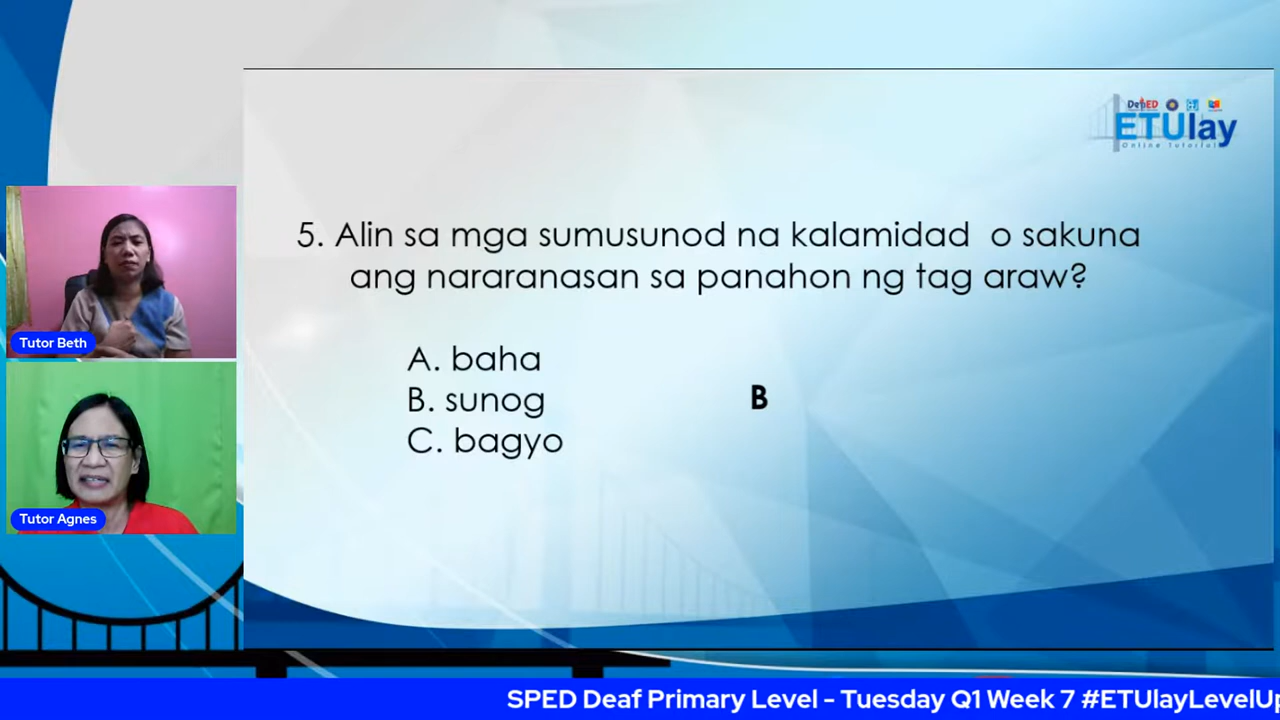 DepED
ETUlay
Online Tutorial
5. Alin sa mga sumusunod na kalamidad o sakuna
ang nararanasan sa panahon ng tag araw?
A. baha
B. sunog
B
C. bagyo
Tutor Beth
Tutor Agnes
SPED Deaf Primary Level - Tuesday Q1 Week 7 #ETUlayLevelUp